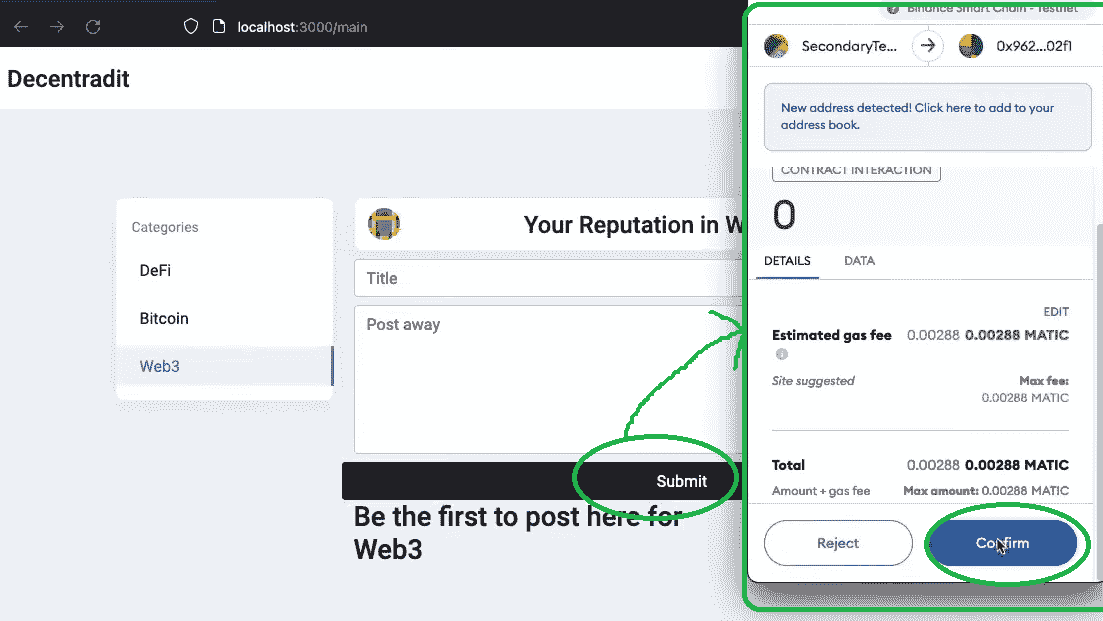 localhost:3000/main
Decentradit
Categories
DeFi
Bitcoin
Web3
Your Reputation in W
Title
Post away
Submit
Be the first to post here for
Web3
Binance Smart Chain - Testnet
SecondaryTe... 0x962...02f1
New address detected! Click here to add to your
address book.
CONTRACT INTERACTION
0
DETAILS DATA
EDIT
Estimated gas fee 0.00288 0.00288 MATIC
Site suggested Max fee:
0.00288 MATIC
Total 0.00288 0.00288 MATIC
Amount + gas fee Max amount: 0.00288 MATIC
Reject Confirm